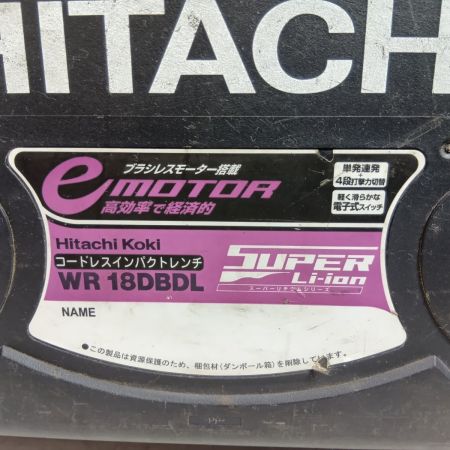 HITACH
ブラシレスモーター搭載
eMOTOR
高効率で経済的
単発連発
+
4段打撃力切替
軽く滑らかな
電子式スイッチ
Hitachi Koki
コードレスインパクトレンチ
WR 18DBDL
SUPER
Li-ion
スーパーリチウムシリーズ
NAME
●この製品は資源保護のため、梱包材(ダンボール箱)を削除しています。